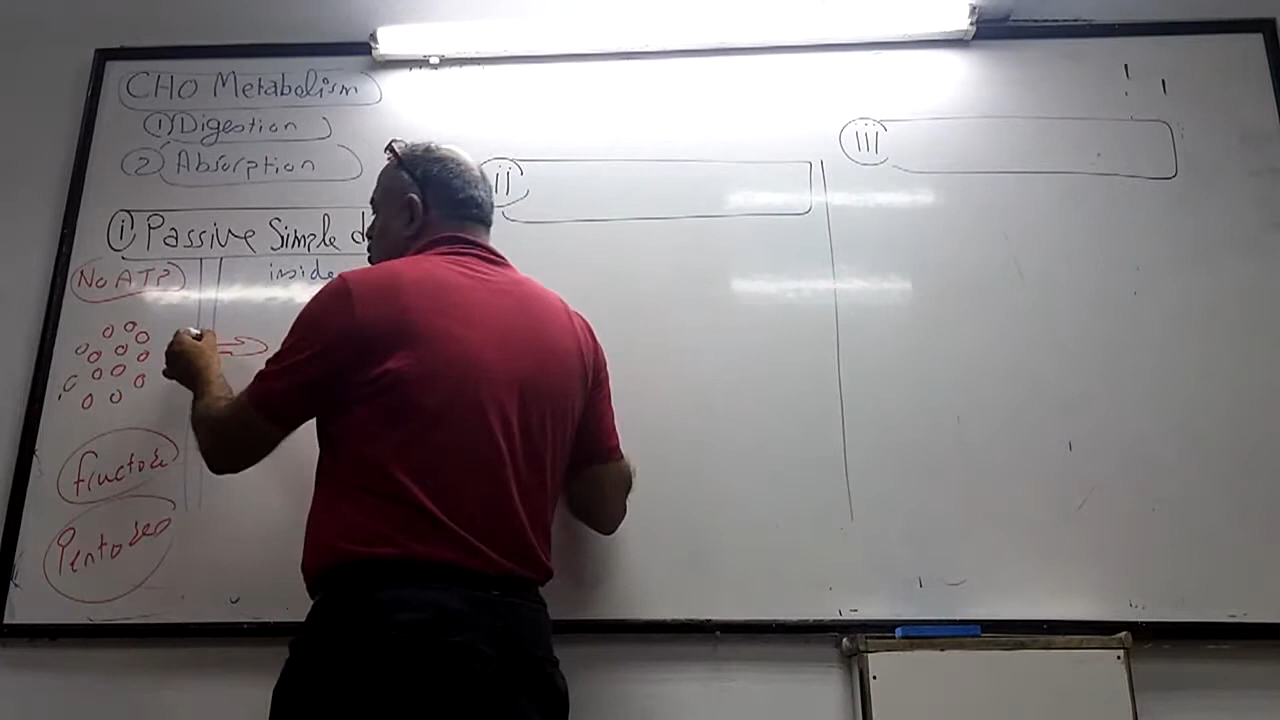 CHO Metabolism
① Digestion
② Absorption
ⓘ Passive Simple d
No ATP
inside
fructose
Pentoses
ii
iii